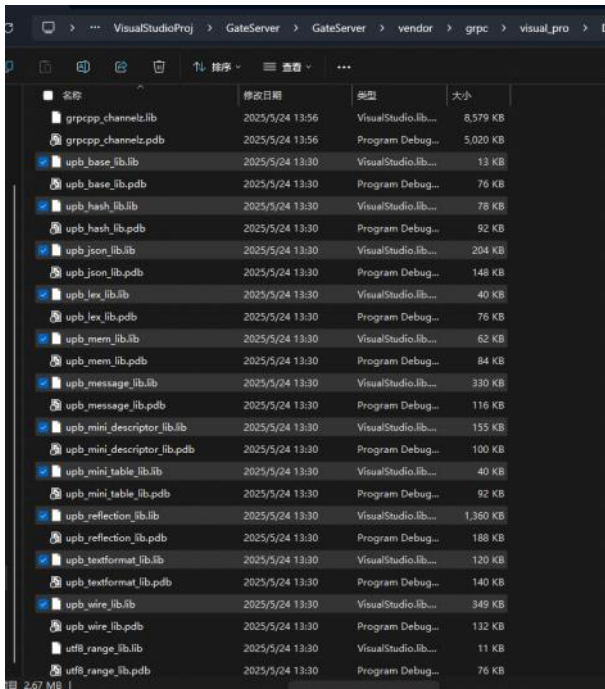 ··· > VisualStudioProj > GateServer > GateServer > vendor > grpc > visual_pro >
排序 查看 ···
名称 修改日期 类型 大小
grpcpp_channelz.lib 2025/5/24 13:56 VisualStudio.lib.... 8,579 KB
grpcpp_channelz.pdb 2025/5/24 13:56 Program Debug... 5,020 KB
upb_base_lib.lib 2025/5/24 13:30 VisualStudio.lib.... 13 KB
upb_base_lib.pdb 2025/5/24 13:30 Program Debug... 76 KB
upb_hash_lib.lib 2025/5/24 13:30 VisualStudio.lib.... 78 KB
upb_hash_lib.pdb 2025/5/24 13:30 Program Debug... 92 KB
upb_json_lib.lib 2025/5/24 13:30 VisualStudio.lib.... 204 KB
upb_json_lib.pdb 2025/5/24 13:30 Program Debug... 148 KB
upb_lex_lib.lib 2025/5/24 13:30 VisualStudio.lib.... 40 KB
upb_lex_lib.pdb 2025/5/24 13:30 Program Debug... 76 KB
upb_mem_lib.lib 2025/5/24 13:30 VisualStudio.lib.... 62 KB
upb_mem_lib.pdb 2025/5/24 13:30 Program Debug... 84 KB
upb_message_lib.lib 2025/5/24 13:30 VisualStudio.lib.... 330 KB
upb_message_lib.pdb 2025/5/24 13:30 Program Debug... 116 KB
upb_mini_descriptor_lib.lib 2025/5/24 13:30 VisualStudio.lib.... 155 KB
upb_mini_descriptor_lib.pdb 2025/5/24 13:30 Program Debug... 100 KB
upb_mini_table_lib.lib 2025/5/24 13:30 VisualStudio.lib.... 40 KB
upb_mini_table_lib.pdb 2025/5/24 13:30 Program Debug... 92 KB
upb_reflection_lib.lib 2025/5/24 13:30 VisualStudio.lib.... 1,360 KB
upb_reflection_lib.pdb 2025/5/24 13:30 Program Debug... 188 KB
upb_textformat_lib.lib 2025/5/24 13:30 VisualStudio.lib.... 120 KB
upb_textformat_lib.pdb 2025/5/24 13:30 Program Debug... 140 KB
upb_wire_lib.lib 2025/5/24 13:30 VisualStudio.lib.... 349 KB
upb_wire_lib.pdb 2025/5/24 13:30 Program Debug... 132 KB
utf8_range_lib.lib 2025/5/24 13:30 VisualStudio.lib.... 11 KB
utf8_range_lib.pdb 2025/5/24 13:30 Program Debug... 76 KB
2.67 MB